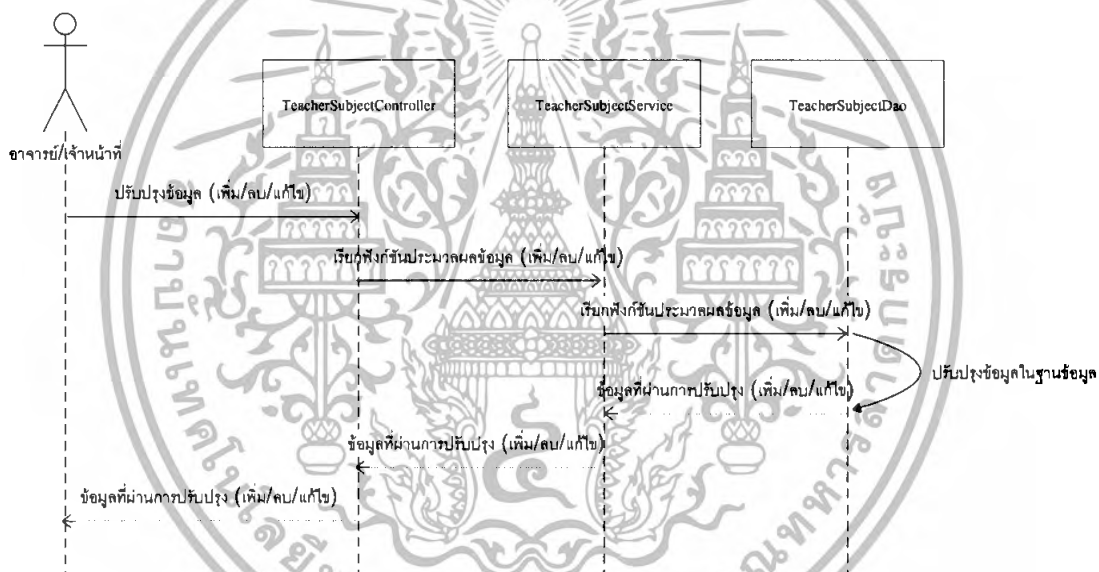 TeacherSubjectController
TeacherSubjectService
TeacherSubjectDao
อาจารย์/เจ้าหน้าที่
ปรับปรุงข้อมูล (เพิ่ม/ลบ/แก้ไข)
เรียกฟังก์ชันประมวลผลข้อมูล (เพิ่ม/ลบ/แก้ไข)
เรียกฟังก์ชันประมวลผลข้อมูล (เพิ่ม/ลบ/แก้ไข)
ปรับปรุงข้อมูลในฐานข้อมูล
ข้อมูลที่ผ่านการปรับปรุง (เพิ่ม/ลบ/แก้ไข)
ข้อมูลที่ผ่านการปรับปรุง (เพิ่ม/ลบ/แก้ไข)
ข้อมูลที่ผ่านการปรับปรุง (เพิ่ม/ลบ/แก้ไข)